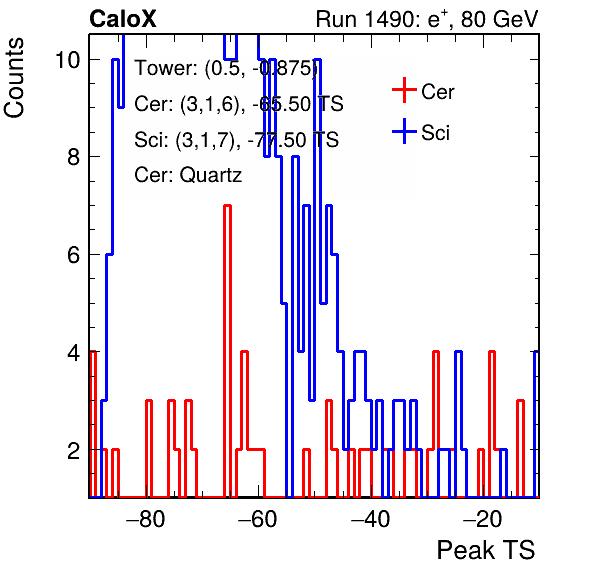 CaloX Run 1490: e⁺, 80 GeV
Counts
10
8
6
4
2
Tower: (0.5, -0.875)
Cer: (3,1,6), -65.50 TS
Sci: (3,1,7), -77.50 TS
Cer: Quartz
Cer
Sci
−80 −60 −40 −20
Peak TS